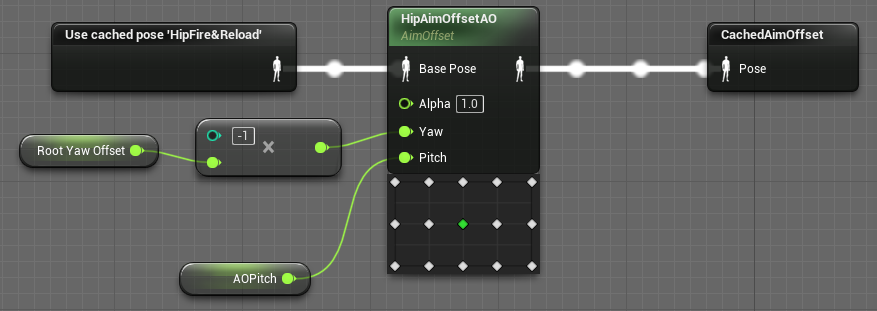 Use cached pose 'HipFire&Reload'
HipAimOffsetAO
AimOffset
Base Pose
Alpha 1.0
Yaw
Pitch
CachedAimOffset
Pose
Root Yaw Offset
-1
×
AOPitch